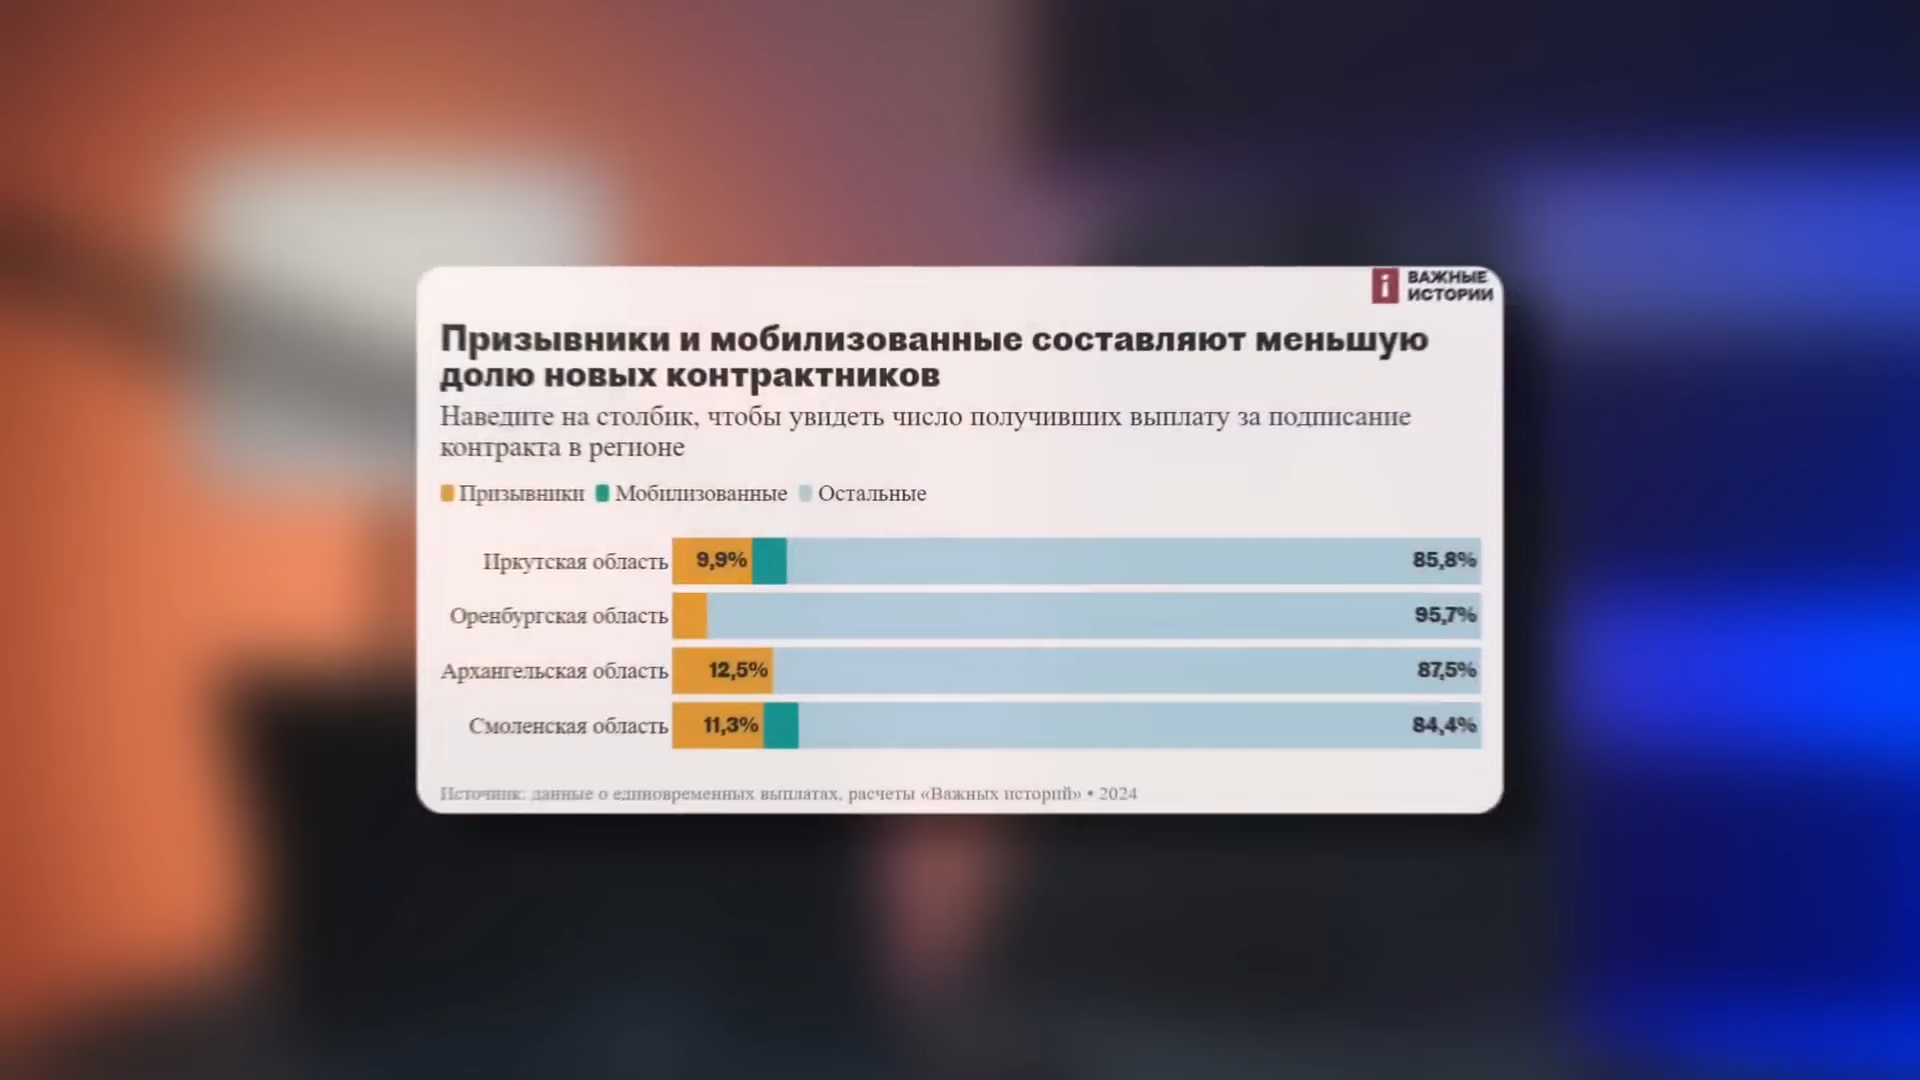 ВАЖНЫЕ
ИСТОРИИ
Призывники и мобилизованные составляют меньшую
долю новых контрактников
Наведите на столбик, чтобы увидеть число получивших выплату за подписание
контракта в регионе
Призывники Мобилизованные Остальные
Иркутская область 9,9% 85,8%
Оренбургская область 95,7%
Архангельская область 12,5% 87,5%
Смоленская область 11,3% 84,4%
Источник: данные о единовременных выплатах, расчеты «Важных историй» • 2024